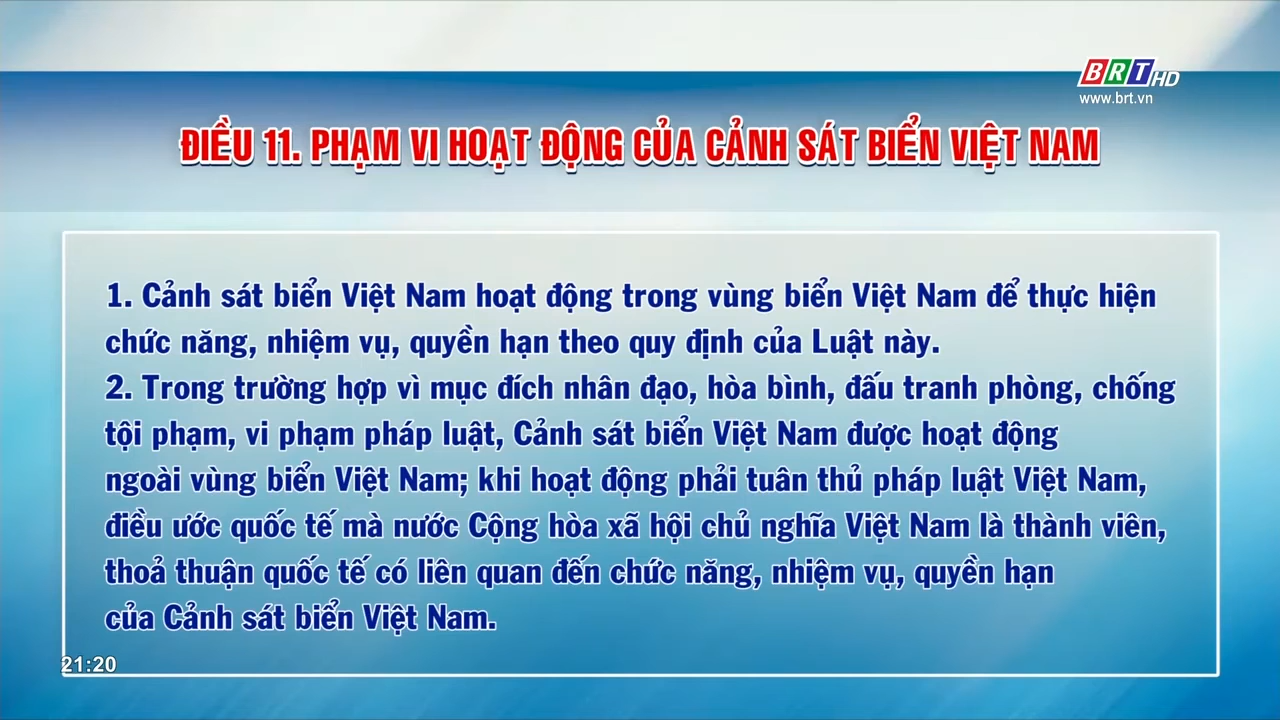 BRT HD
www.brt.vn
ĐIỀU 11. PHẠM VI HOẠT ĐỘNG CỦA CẢNH SÁT BIỂN VIỆT NAM
1. Cảnh sát biển Việt Nam hoạt động trong vùng biển Việt Nam để thực hiện
chức năng, nhiệm vụ, quyền hạn theo quy định của Luật này.
2. Trong trường hợp vì mục đích nhân đạo, hòa bình, đấu tranh phòng, chống
tội phạm, vi phạm pháp luật, Cảnh sát biển Việt Nam được hoạt động
ngoài vùng biển Việt Nam; khi hoạt động phải tuân thủ pháp luật Việt Nam,
điều ước quốc tế mà nước Cộng hòa xã hội chủ nghĩa Việt Nam là thành viên,
thoả thuận quốc tế có liên quan đến chức năng, nhiệm vụ, quyền hạn
của Cảnh sát biển Việt Nam.
21:20